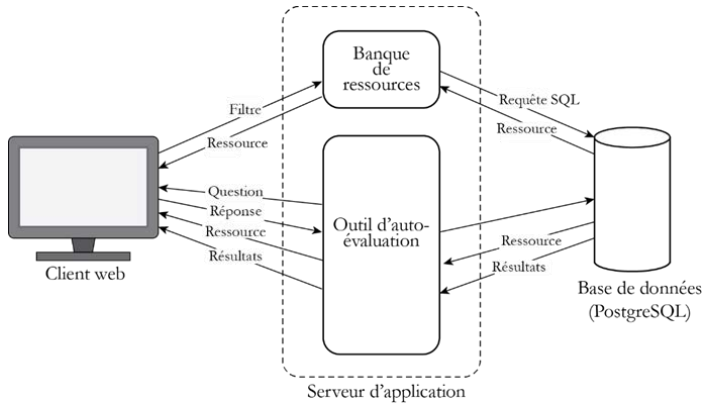 Banque
de
ressources
Filtre
Ressource
Requête SQL
Ressource
Question
Réponse
Ressource
Résultats
Outil d’auto-
évaluation
Ressource
Résultats
Client web
Base de données
(PostgreSQL)
Serveur d’application